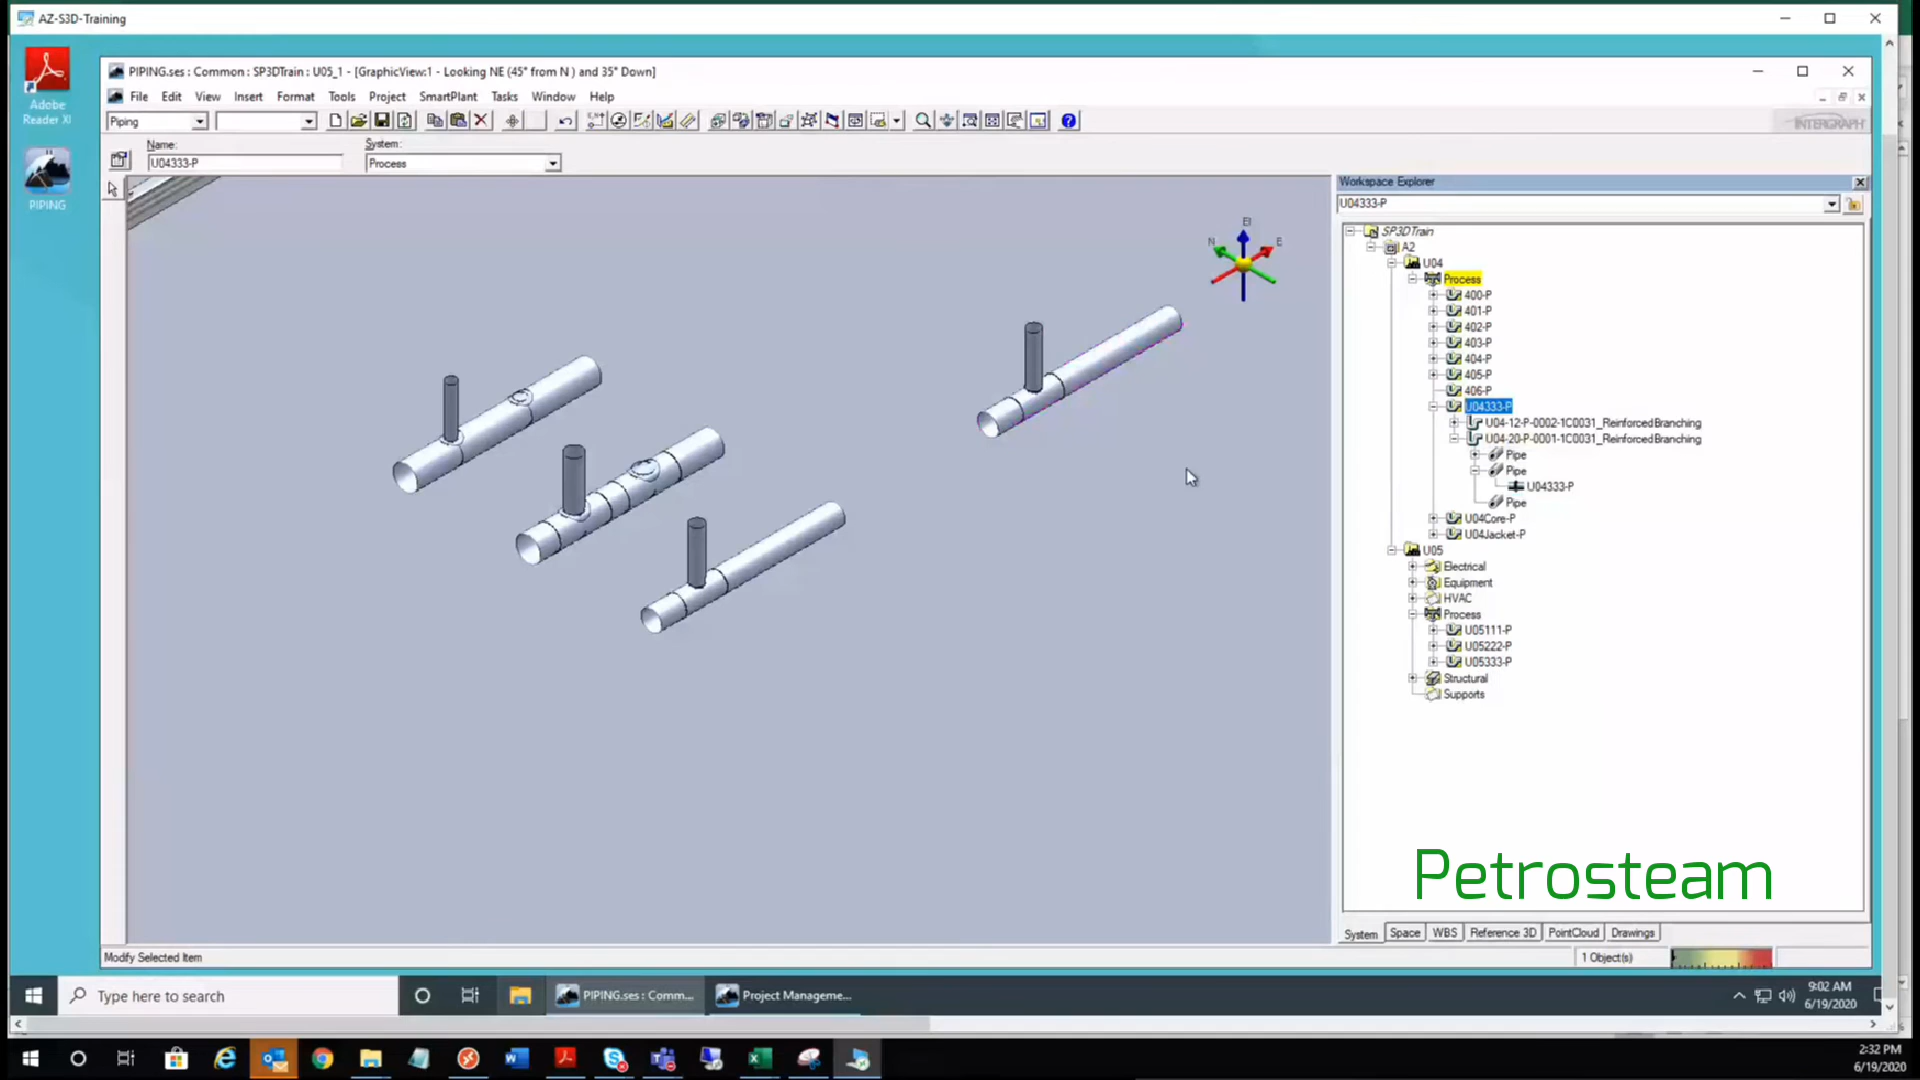 AZ-S3D-Training
Adobe
Reader XI
PIPING
PIPING.ses : Common : SP3DTrain : U05_1 - [GraphicView:1 - Looking NE (45° from N ) and 35° Down]
File Edit View Insert Format Tools Project SmartPlant Tasks Window Help
Piping
INTERGRAPH
Name:
System:
U04333-P
Process
El
N
E
Workspace Explorer
U04333-P
SP3DTrain
A2
U04
Process
400-P
401-P
402-P
403-P
404-P
405-P
406-P
U04333-P
U04-12-P-0002-1C0031_ReinforcedBranching
U04-20-P-0001-1C0031_ReinforcedBranching
Pipe
Pipe
U04333-P
Pipe
U04Core-P
U04Jacket-P
U05
Electrical
Equipment
HVAC
Process
U05111-P
U05222-P
U05333-P
Structural
Supports
Petrosteam
System Space WBS Reference 3D PointCloud Drawings
Modify Selected Item
1 Object(s)
Type here to search
PIPING.ses : Comm...
Project Manageme...
9:02 AM
6/19/2020
2:32 PM
6/19/2020